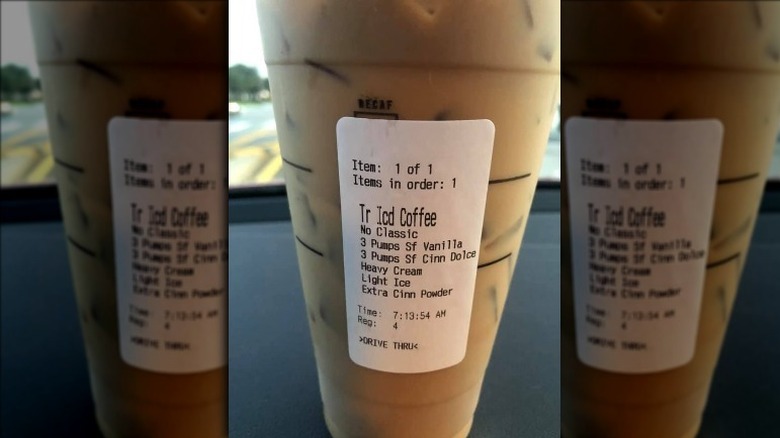 RECAF
Item: 1 of 1
Items in order: 1
Tr Icd Coffee
No Classic
3 Pumps Sf Vanilla
3 Pumps Sf Cinn Dolce
Heavy Cream
Light Ice
Extra Cinn Powder
Time: 7:13:54 AM
Reg: 4
>DRIVE THRU<